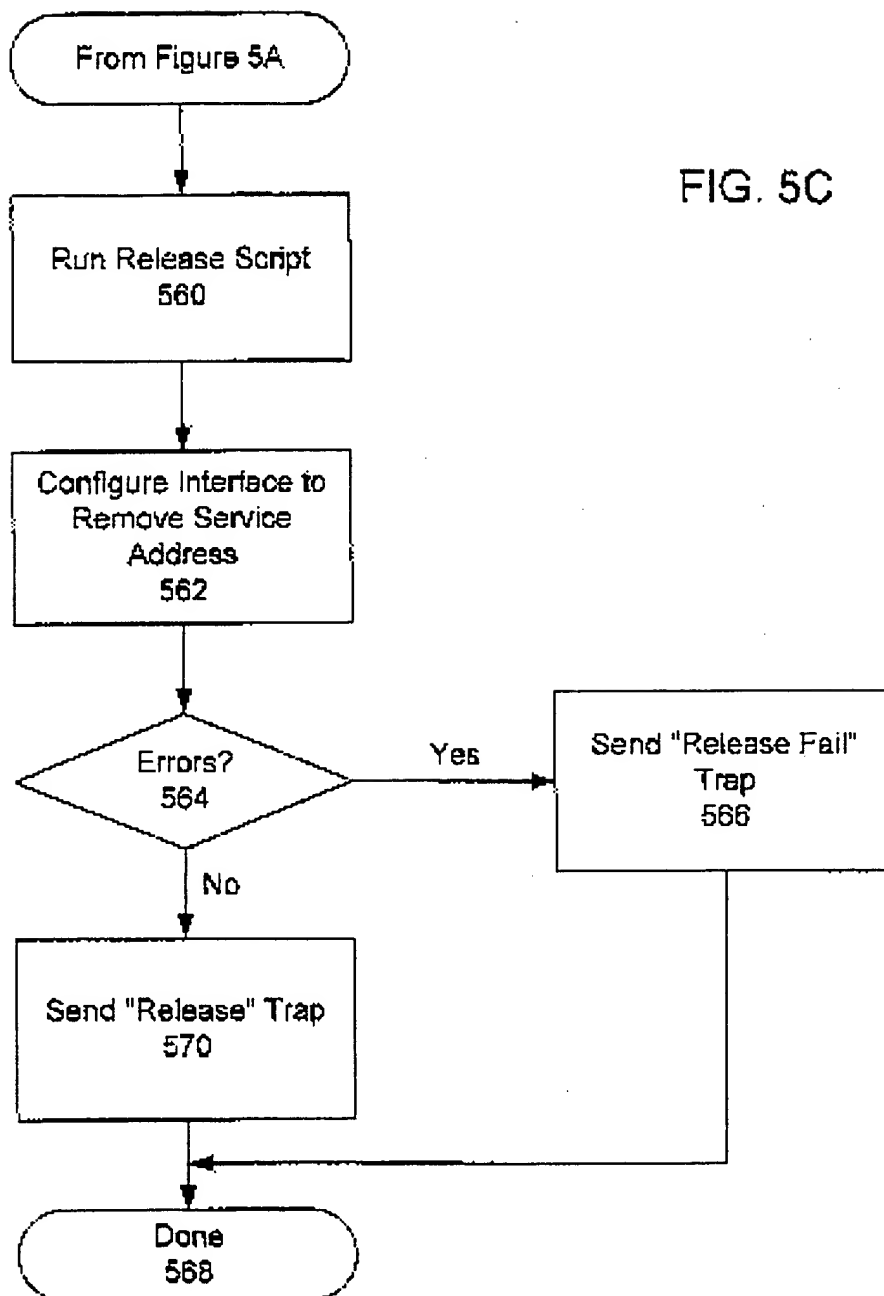 From Figure 5A
FIG. 5C
Run Release Script
560
Configure Interface to
Remove Service
Address
562
Errors?
564
Yes
Send "Release Fail"
Trap
566
No
Send "Release" Trap
570
Done
568